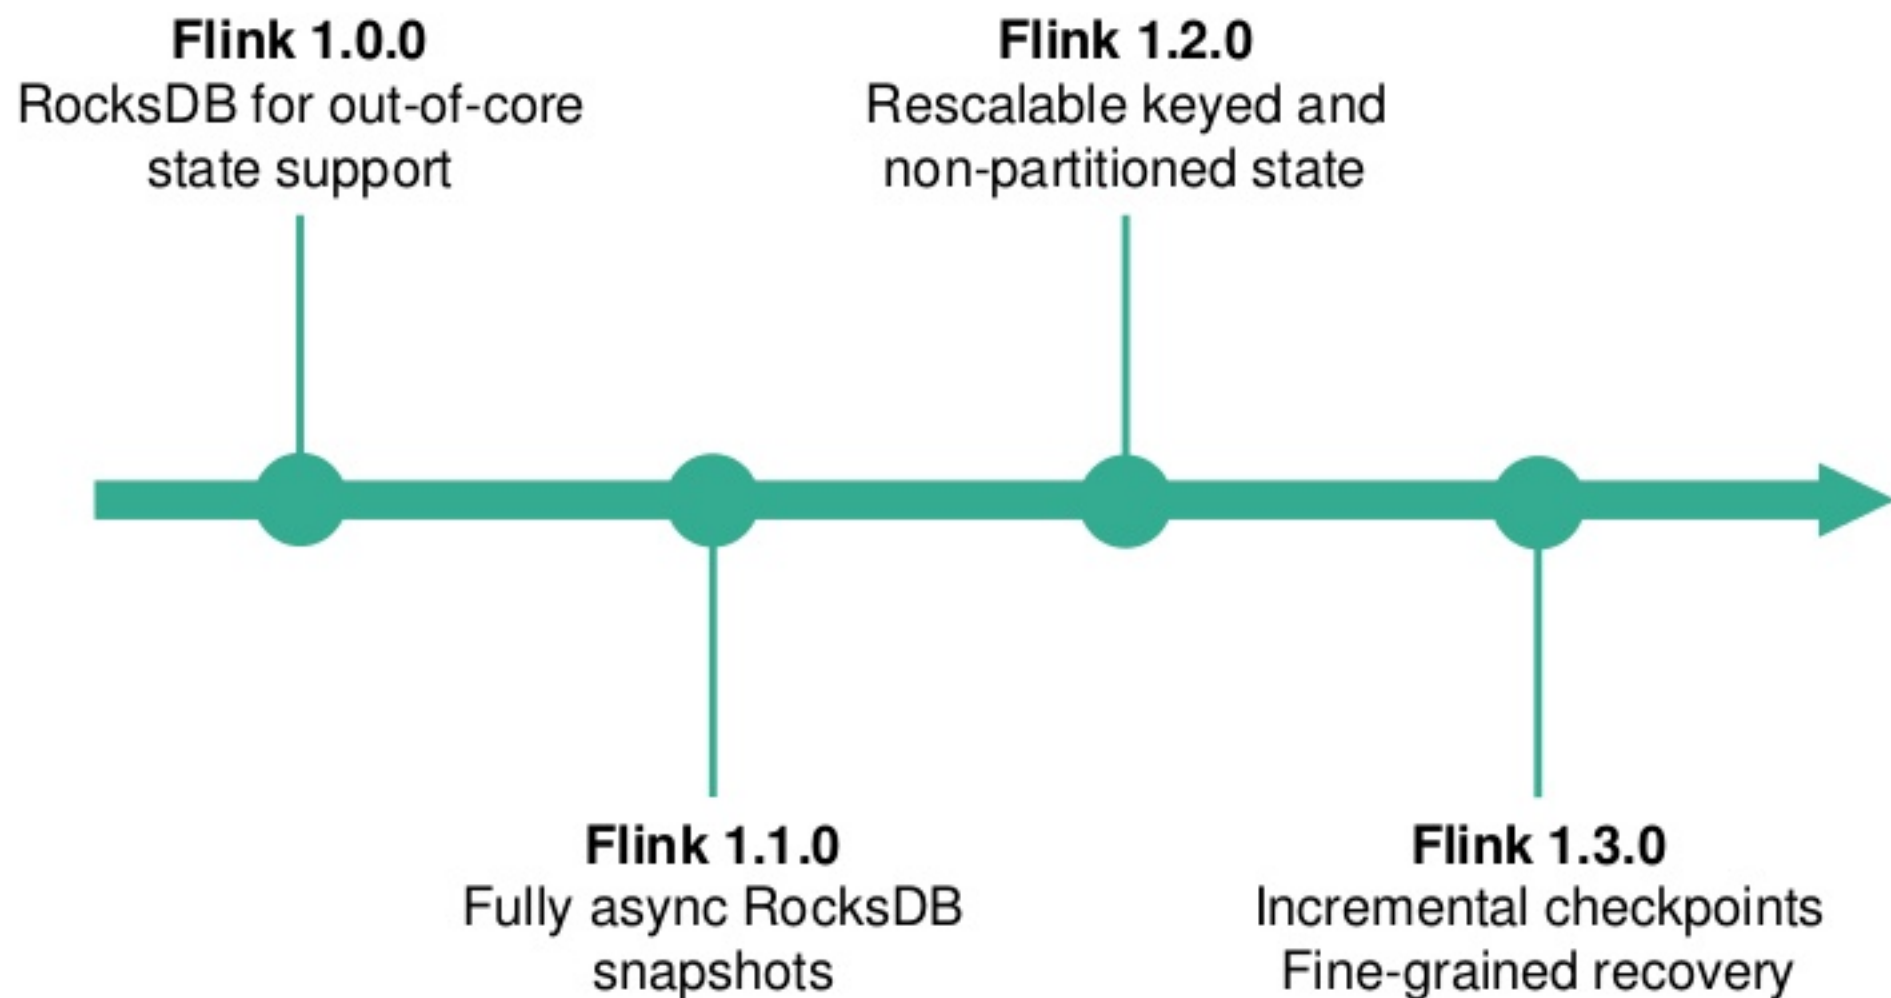 Flink 1.0.0
RocksDB for out-of-core
state support
Flink 1.2.0
Rescalable keyed and
non-partitioned state
Flink 1.1.0
Fully async RocksDB
snapshots
Flink 1.3.0
Incremental checkpoints
Fine-grained recovery